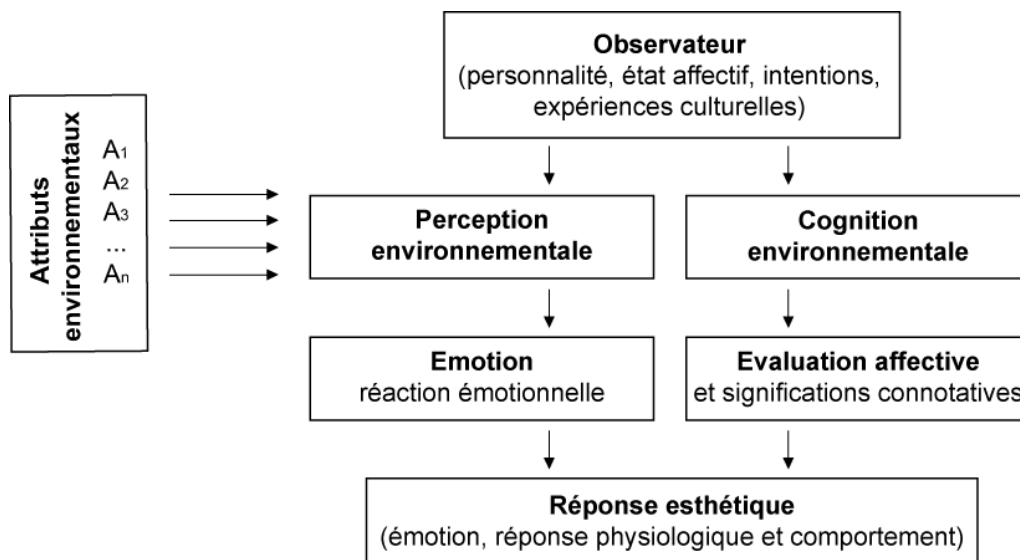 Observateur
(personnalité, état affectif, intentions,
expériences culturelles)
Attributs
environnementaux
A1
A2
A3
...
An
Perception
environnementale
Cognition
environnementale
Emotion
réaction émotionnelle
Evaluation affective
et significations connotatives
Réponse esthétique
(émotion, réponse physiologique et comportement)